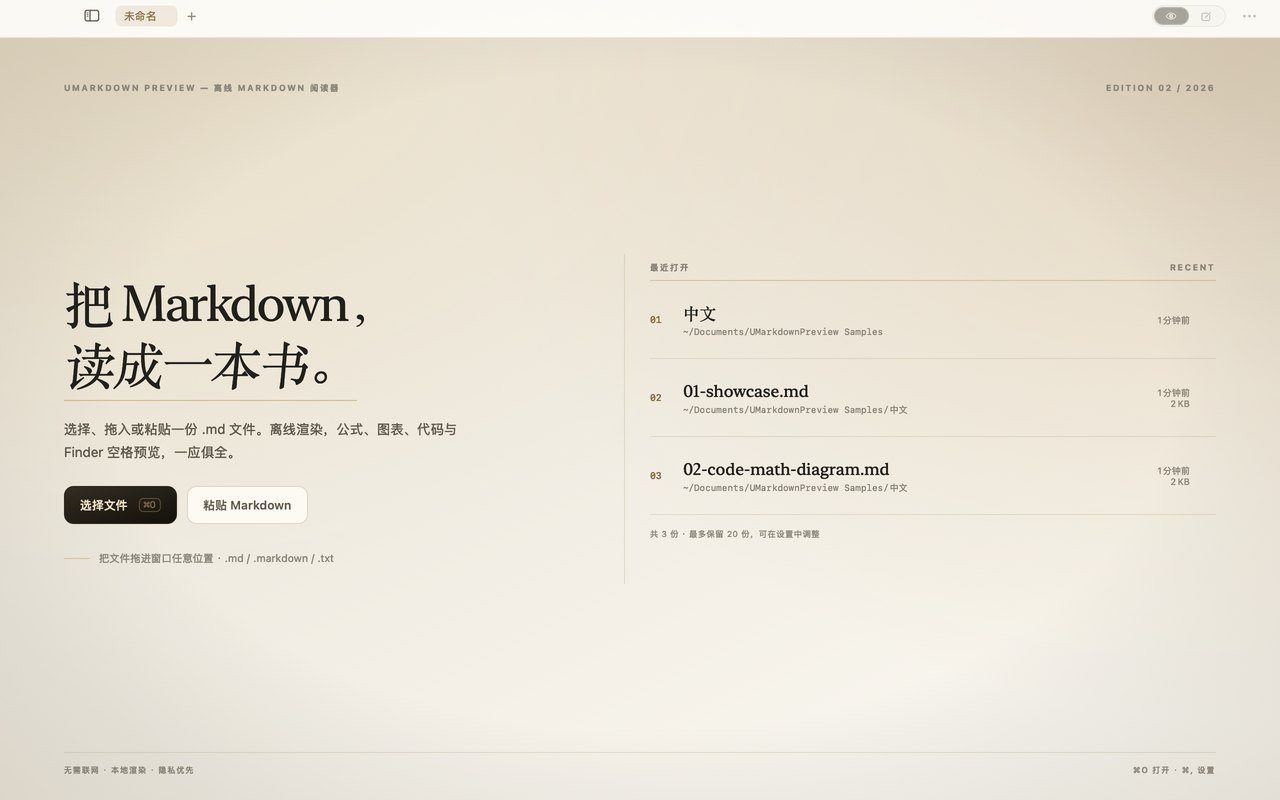 未命名
UMARKDOWN PREVIEW — 离线 MARKDOWN 阅读器
EDITION 02 / 2026
把 Markdown，
读成一本书。
选择、拖入或粘贴一份 .md 文件。离线渲染，公式、图表、代码与
Finder 空格预览，一应俱全。
选择文件 ⌘O
粘贴 Markdown
把文件拖进窗口任意位置 · .md / .markdown / .txt
最近打开
RECENT
01
中文
~/Documents/UMarkdownPreview Samples
1分钟前
02
01-showcase.md
~/Documents/UMarkdownPreview Samples/中文
1分钟前
2 KB
03
02-code-math-diagram.md
~/Documents/UMarkdownPreview Samples/中文
1分钟前
2 KB
共 3 份 · 最多保留 20 份，可在设置中调整
无需联网 · 本地渲染 · 隐私优先
⌘O 打开 · ⌘, 设置